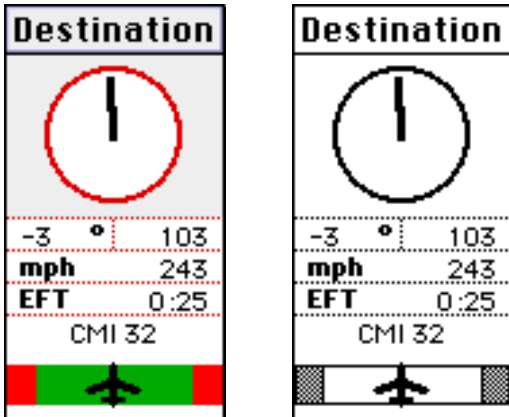 Destination
-3 º 103
mph 243
EFT 0:25
CMI 32
Destination
-3 º 103
mph 243
EFT 0:25
CMI 32